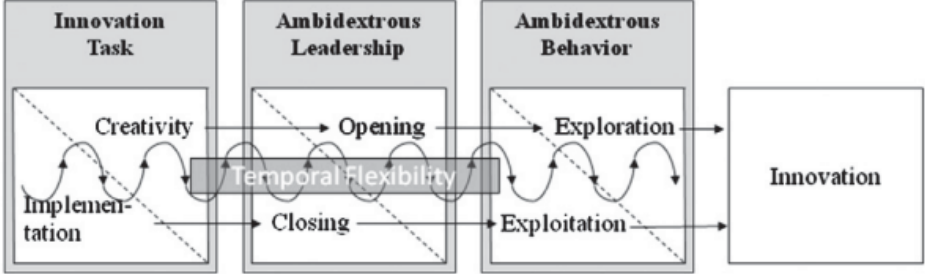 Innovation
Task
Ambidextrous
Leadership
Ambidextrous
Behavior
Creativity
Opening
Exploration
Temporal Flexibility
Innovation
Implemen-
tation
Closing
Exploitation